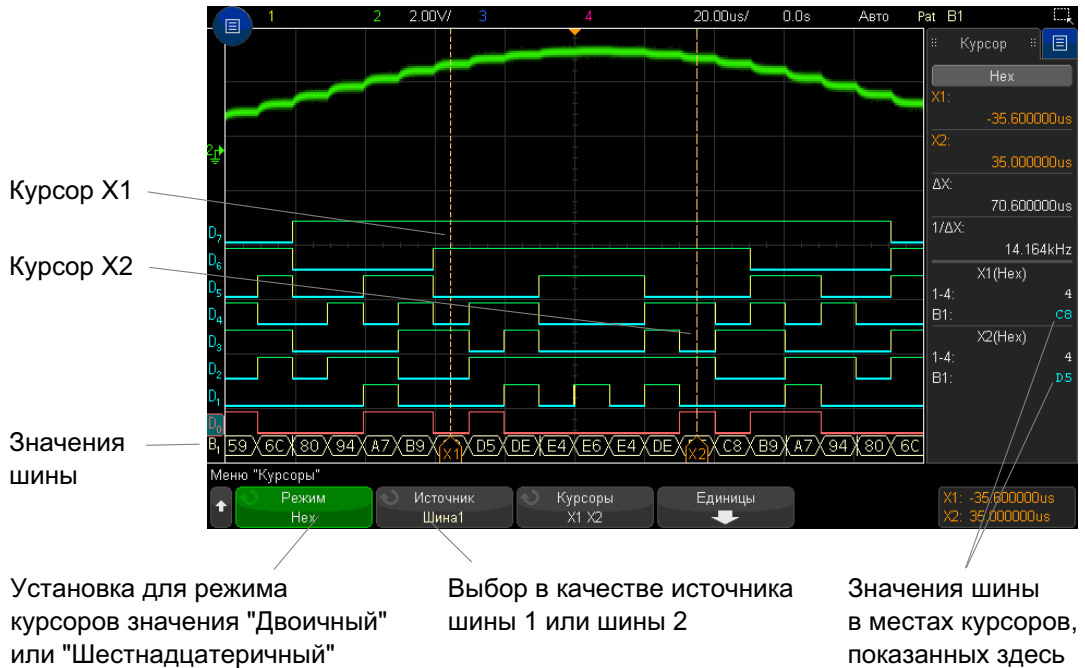 1 2 2.00V/ 3 4 20.00us/ 0.0s Авто Pat B1
Курсор
Hex
X1:
-35.600000us
X2:
35.000000us
ΔX:
70.600000us
1/ΔX:
14.164kHz
X1(Hex)
1-4: 4
B1: C8
X2(Hex)
1-4: 4
B1: D5
2
Курсор X1
Курсор X2
Значения
шины
D7
D6
D5
D4
D3
D2
D1
D0
B1 59 6C 80 94 A7 B9 X1 D5 DE E4 E6 E4 DE X2 C8 B9 A7 94 80 6C
Меню "Курсоры"
Режим
Hex
Источник
Шина1
Курсоры
X1 X2
Единицы
X1: -35.600000us
X2: 35.000000us
Установка для режима
курсоров значения "Двоичный"
или "Шестнадцатеричный"
Выбор в качестве источника
шины 1 или шины 2
Значения шины
в местах курсоров,
показанных здесь